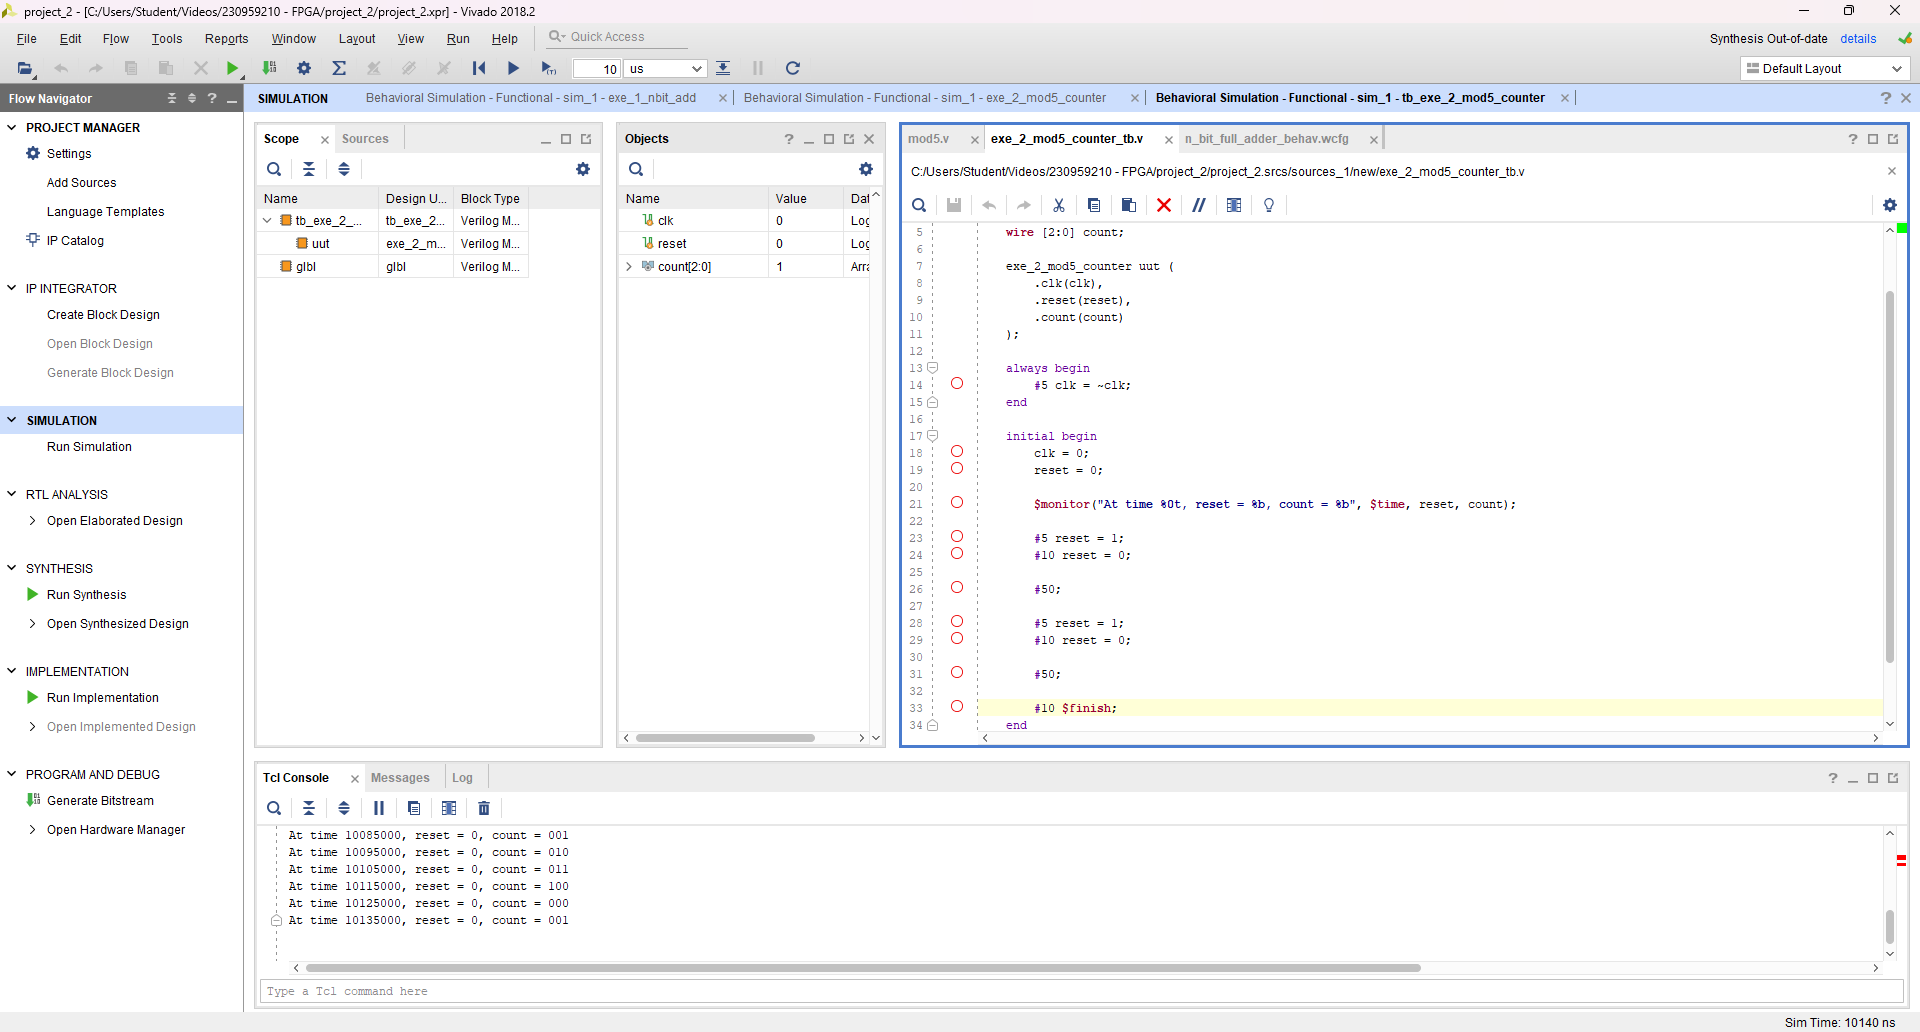 project_2 - [C:/Users/Student/Videos/230959210 - FPGA/project_2/project_2.xpr] - Vivado 2018.2
File Edit Flow Tools Reports Window Layout View Run Help Quick Access
Synthesis Out-of-date details
10 us
Default Layout
Flow Navigator
SIMULATION
Behavioral Simulation - Functional - sim_1 - exe_1_nbit_add
Behavioral Simulation - Functional - sim_1 - exe_2_mod5_counter
Behavioral Simulation - Functional - sim_1 - tb_exe_2_mod5_counter
PROJECT MANAGER
Settings
Add Sources
Language Templates
IP Catalog
IP INTEGRATOR
Create Block Design
Open Block Design
Generate Block Design
SIMULATION
Run Simulation
RTL ANALYSIS
Open Elaborated Design
SYNTHESIS
Run Synthesis
Open Synthesized Design
IMPLEMENTATION
Run Implementation
Open Implemented Design
PROGRAM AND DEBUG
Generate Bitstream
Open Hardware Manager
Scope Sources
Name Design U... Block Type
tb_exe_2_... tb_exe_2... Verilog M...
uut exe_2_m... Verilog M...
glbl glbl Verilog M...
Objects
Name Value Dat
clk 0 Log
reset 0 Log
count[2:0] 1 Arra
mod5.v exe_2_mod5_counter_tb.v n_bit_full_adder_behav.wcfg
C:/Users/Student/Videos/230959210 - FPGA/project_2/project_2.srcs/sources_1/new/exe_2_mod5_counter_tb.v
5 wire [2:0] count;
6
7 exe_2_mod5_counter uut (
8 .clk(clk),
9 .reset(reset),
10 .count(count)
11 );
12
13 always begin
14 #5 clk = ~clk;
15 end
16
17 initial begin
18 clk = 0;
19 reset = 0;
20
21 $monitor("At time %0t, reset = %b, count = %b", $time, reset, count);
22
23 #5 reset = 1;
24 #10 reset = 0;
25
26 #50;
27
28 #5 reset = 1;
29 #10 reset = 0;
30
31 #50;
32
33 #10 $finish;
34 end
Tcl Console Messages Log
At time 10085000, reset = 0, count = 001
At time 10095000, reset = 0, count = 010
At time 10105000, reset = 0, count = 011
At time 10115000, reset = 0, count = 100
At time 10125000, reset = 0, count = 000
At time 10135000, reset = 0, count = 001
Type a Tcl command here
Sim Time: 10140 ns